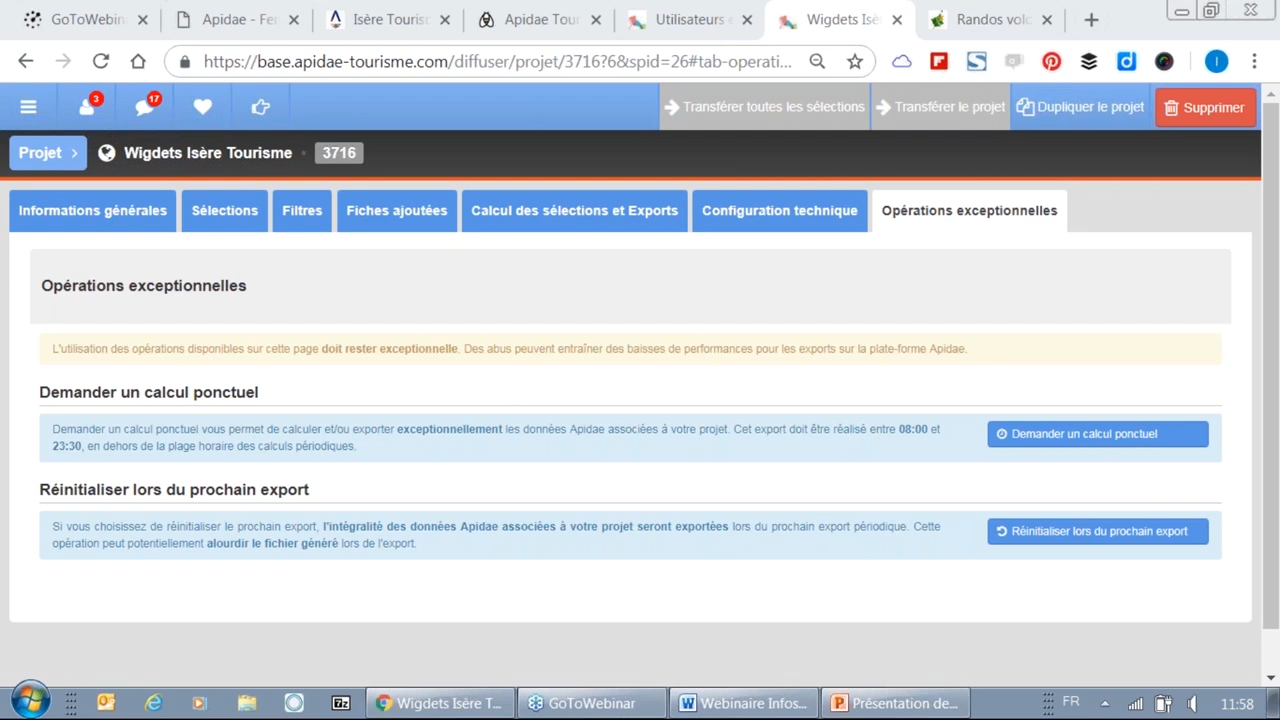 GoToWebin
Apidae - Fe
Isère Touris
Apidae Tou
Utilisateurs
Wigdets Isè
Randos vol
https://base.apidae-tourisme.com/diffuser/projet/3716?6&spid=26#tab-operati...
I
3
17
Transférer toutes les sélections
Transférer le projet
Dupliquer le projet
Supprimer
Projet >
Wigdets Isère Tourisme
3716
Informations générales
Sélections
Filtres
Fiches ajoutées
Calcul des sélections et Exports
Configuration technique
Opérations exceptionnelles
Opérations exceptionnelles
L'utilisation des opérations disponibles sur cette page doit rester exceptionnelle. Des abus peuvent entraîner des baisses de performances pour les exports sur la plate-forme Apidae.
Demander un calcul ponctuel
Demander un calcul ponctuel vous permet de calculer et/ou exporter exceptionnellement les données Apidae associées à votre projet. Cet export doit être réalisé entre 08:00 et
23:30, en dehors de la plage horaire des calculs périodiques.
Demander un calcul ponctuel
Réinitialiser lors du prochain export
Si vous choisissez de réinitialiser le prochain export, l'intégralité des données Apidae associées à votre projet seront exportées lors du prochain export périodique. Cette
opération peut potentiellement alourdir le fichier généré lors de l'export.
Réinitialiser lors du prochain export
Wigdets Isère T...
GoToWebinar
Webinaire Infos...
Présentation de...
FR
11:58